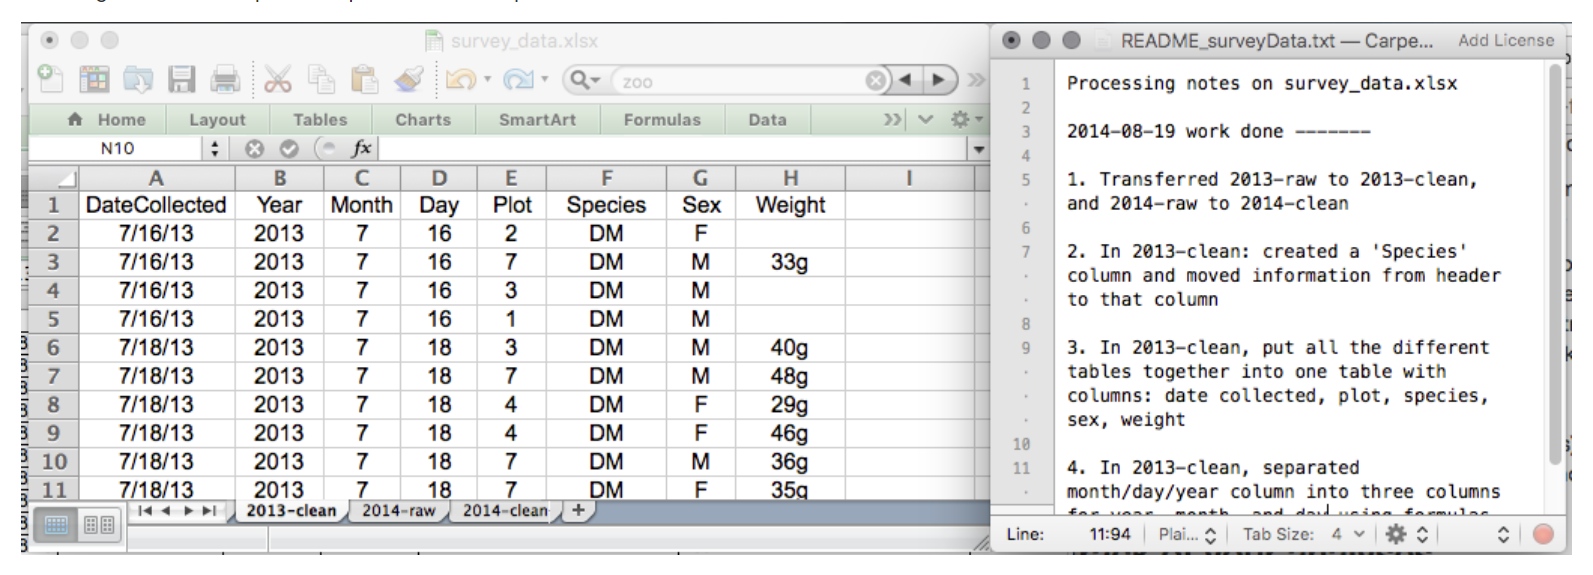 survey_data.xlsx
zoo
Home Layout Tables Charts SmartArt Formulas Data
N10 fx
A B C D E F G H I
1 DateCollected Year Month Day Plot Species Sex Weight
2 7/16/13 2013 7 16 2 DM F
3 7/16/13 2013 7 16 7 DM M 33g
4 7/16/13 2013 7 16 3 DM M
5 7/16/13 2013 7 16 1 DM M
6 7/18/13 2013 7 18 3 DM M 40g
7 7/18/13 2013 7 18 7 DM M 48g
8 7/18/13 2013 7 18 4 DM F 29g
9 7/18/13 2013 7 18 4 DM F 46g
10 7/18/13 2013 7 18 7 DM M 36g
11 7/18/13 2013 7 18 7 DM F 35g
2013-clean 2014-raw 2014-clean +
README_surveyData.txt — Carpe... Add License
1 Processing notes on survey_data.xlsx
2
3 2014-08-19 work done -------
4
5 1. Transferred 2013-raw to 2013-clean,
and 2014-raw to 2014-clean
6
7 2. In 2013-clean: created a 'Species'
column and moved information from header
to that column
8
9 3. In 2013-clean, put all the different
tables together into one table with
columns: date collected, plot, species,
sex, weight
10
11 4. In 2013-clean, separated
month/day/year column into three columns
for year, month, and day using formulas
Line: 11:94 Plai... Tab Size: 4